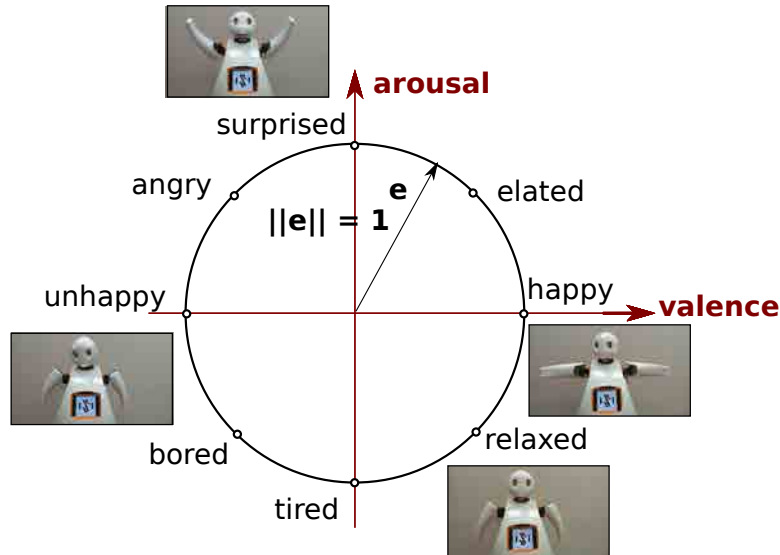 arousal
surprised
angry
elated
e
||e|| = 1
unhappy
happy
valence
bored
relaxed
tired